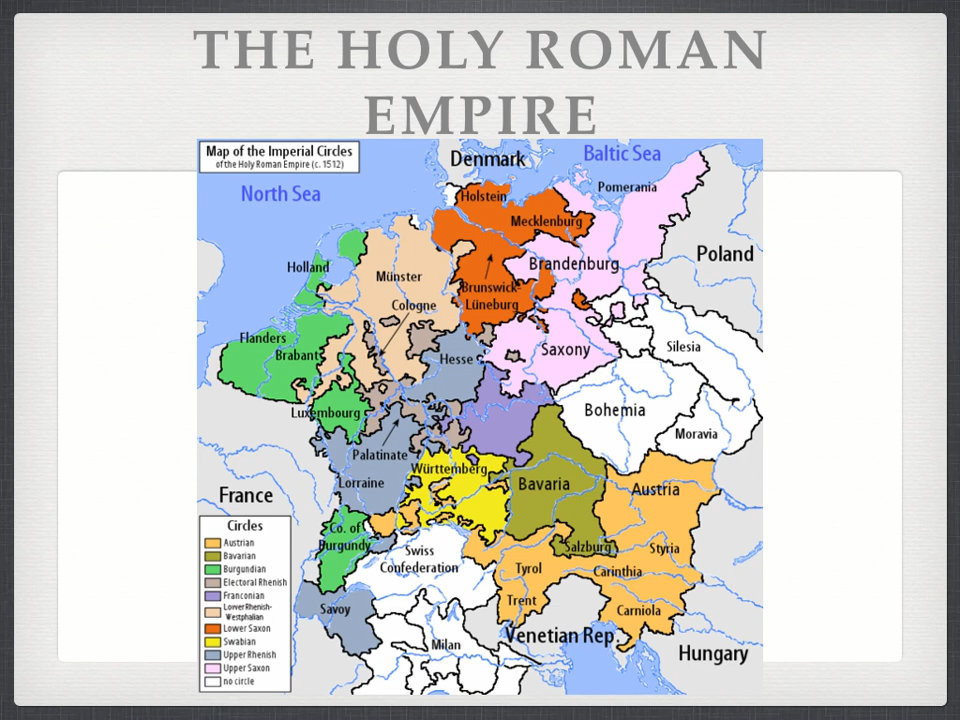 THE HOLY ROMAN
EMPIRE
Map of the Imperial Circles
of the Holy Roman Empire (c. 1512)
Denmark
Baltic Sea
North Sea
Pomerania
Holstein
Mecklenburg
Poland
Holland
Münster
Brandenburg
Brunswick-
Lüneburg
Cologne
Flanders
Brabant
Hesse
Saxony
Silesia
Luxembourg
Bohemia
Moravia
Palatinate
Württemberg
Lorraine
Bavaria
Austria
France
Co. of
Burgundy
Swiss
Confederation
Salzburg
Styria
Tyrol
Carinthia
Trent
Carniola
Savoy
Milan
Venetian Rep.
Hungary
Circles
Austrian
Bavarian
Burgundian
Electoral Rhenish
Franconian
Lower Rhenish-
Westphalian
Lower Saxon
Swabian
Upper Rhenish
Upper Saxon
no circle